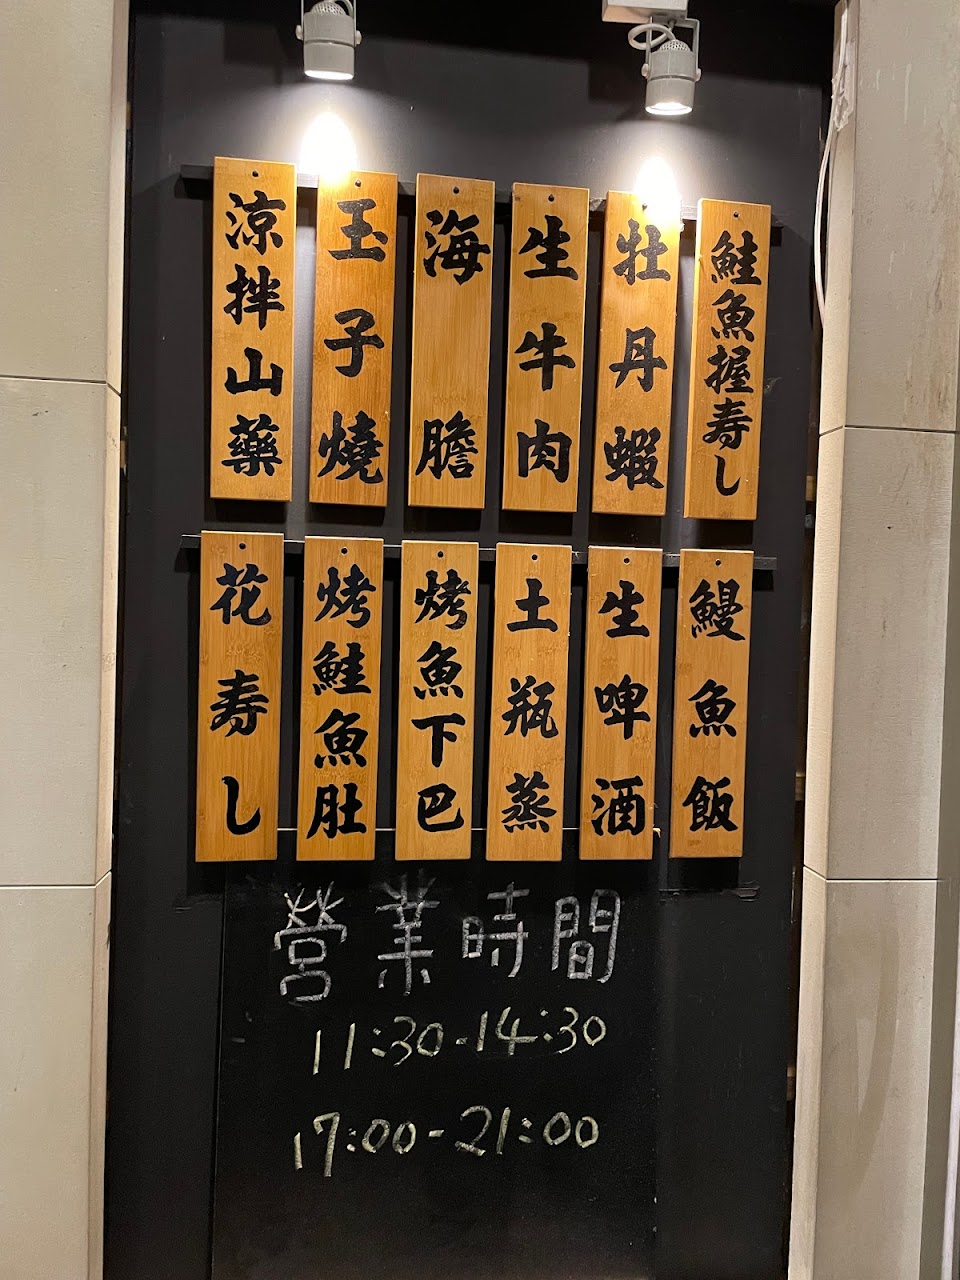 鮭魚握寿し
牡丹蝦
生牛肉
海膽
玉子燒
涼拌山藥
鰻魚飯
生啤酒
土瓶蒸
烤魚下巴
烤鮭魚肚
花寿し
營業時間
11:30-14:30
17:00-21:00